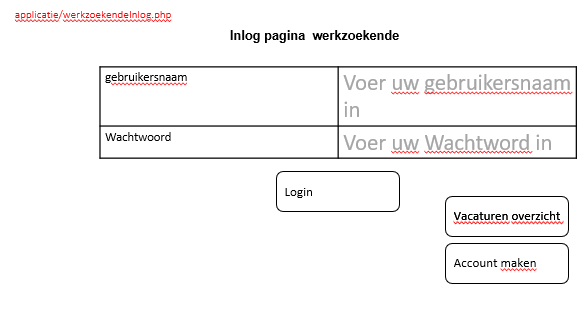 applicatie/werkzoekendeInlog.php
Inlog pagina  werkzoekende
gebruikersnaam
Voer uw gebruikersnaam
in
Wachtwoord
Voer uw Wachtword in
Login
Vacaturen overzicht
Account maken